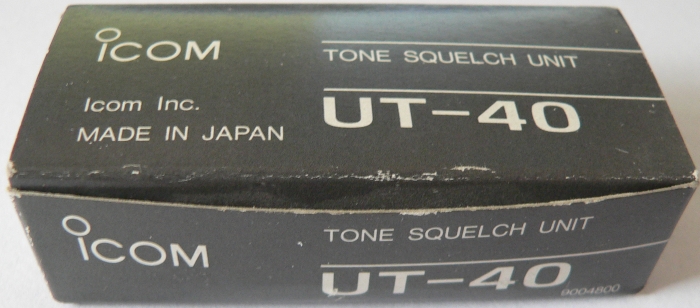 ICOM
TONE SQUELCH UNIT
Icom Inc.
UT-40
MADE IN JAPAN
ICOM
TONE SQUELCH UNIT
UT-40
9004800